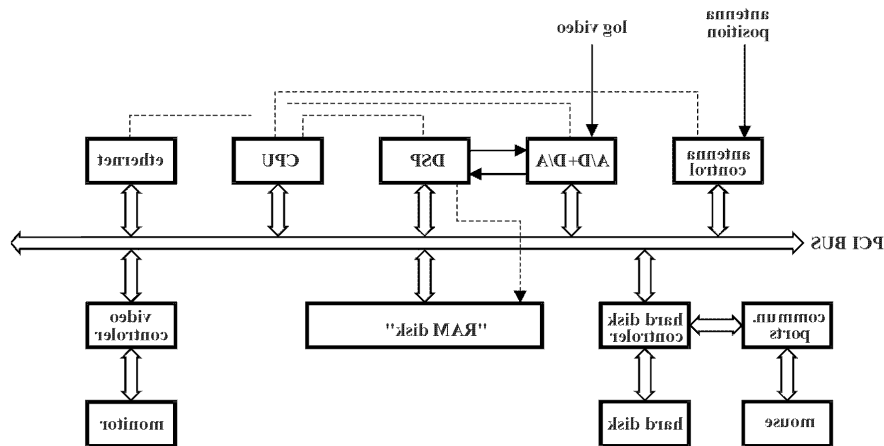 antenna
position
log video
antenna
control
A/D+D/A
DSP
CPU
ethernet
PCI BUS
commun.
ports
hard disk
controler
"RAM disk"
video
controler
mouse
hard disk
monitor